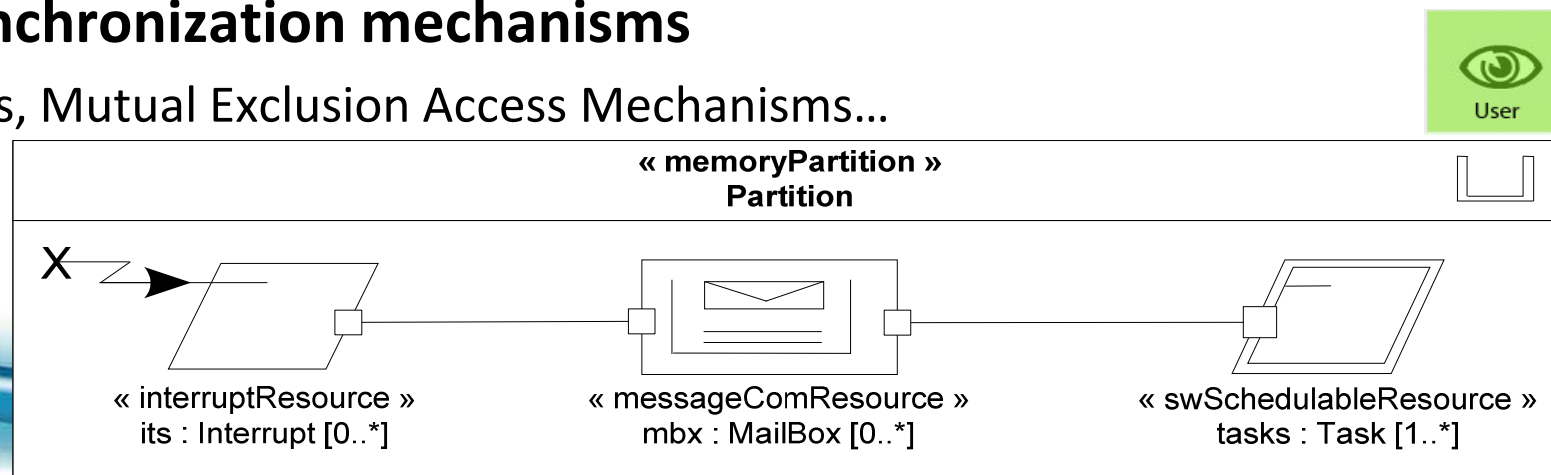 nchronization mechanisms
s, Mutual Exclusion Access Mechanisms…
User
« memoryPartition »
Partition
X
« interruptResource »
its : Interrupt [0..*]
« messageComResource »
mbx : MailBox [0..*]
« swSchedulableResource »
tasks : Task [1..*]